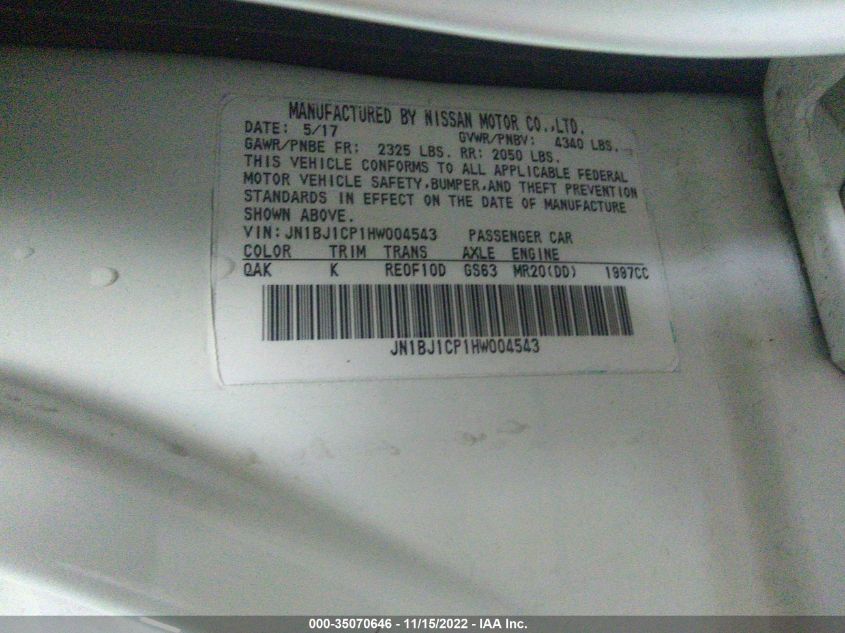 MANUFACTURED BY NISSAN MOTOR CO.,LTD.
DATE: 5/17 GVWR/PNBV: 4340 LBS.
GAWR/PNBE FR: 2325 LBS. RR: 2050 LBS.
THIS VEHICLE CONFORMS TO ALL APPLICABLE FEDERAL
MOTOR VEHICLE SAFETY,BUMPER,AND THEFT PREVENTION
STANDARDS IN EFFECT ON THE DATE OF MANUFACTURE
SHOWN ABOVE.
VIN:JN1BJ1CP1HW004543 PASSENGER CAR
COLOR TRIM TRANS AXLE ENGINE
QAK K RE0F10D GS63 MR20(DD) 1997CC
JN1BJ1CP1HW004543
000-35070646 - 11/15/2022 - IAA Inc.